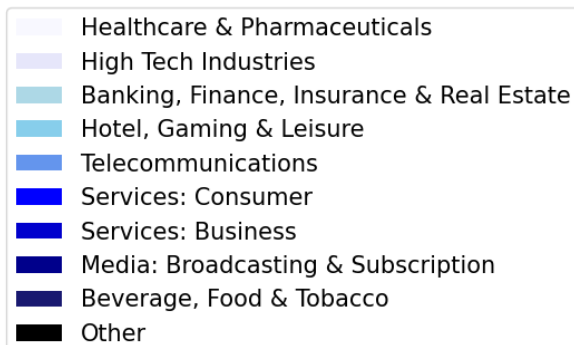 Healthcare & Pharmaceuticals
High Tech Industries
Banking, Finance, Insurance & Real Estate
Hotel, Gaming & Leisure
Telecommunications
Services: Consumer
Services: Business
Media: Broadcasting & Subscription
Beverage, Food & Tobacco
Other